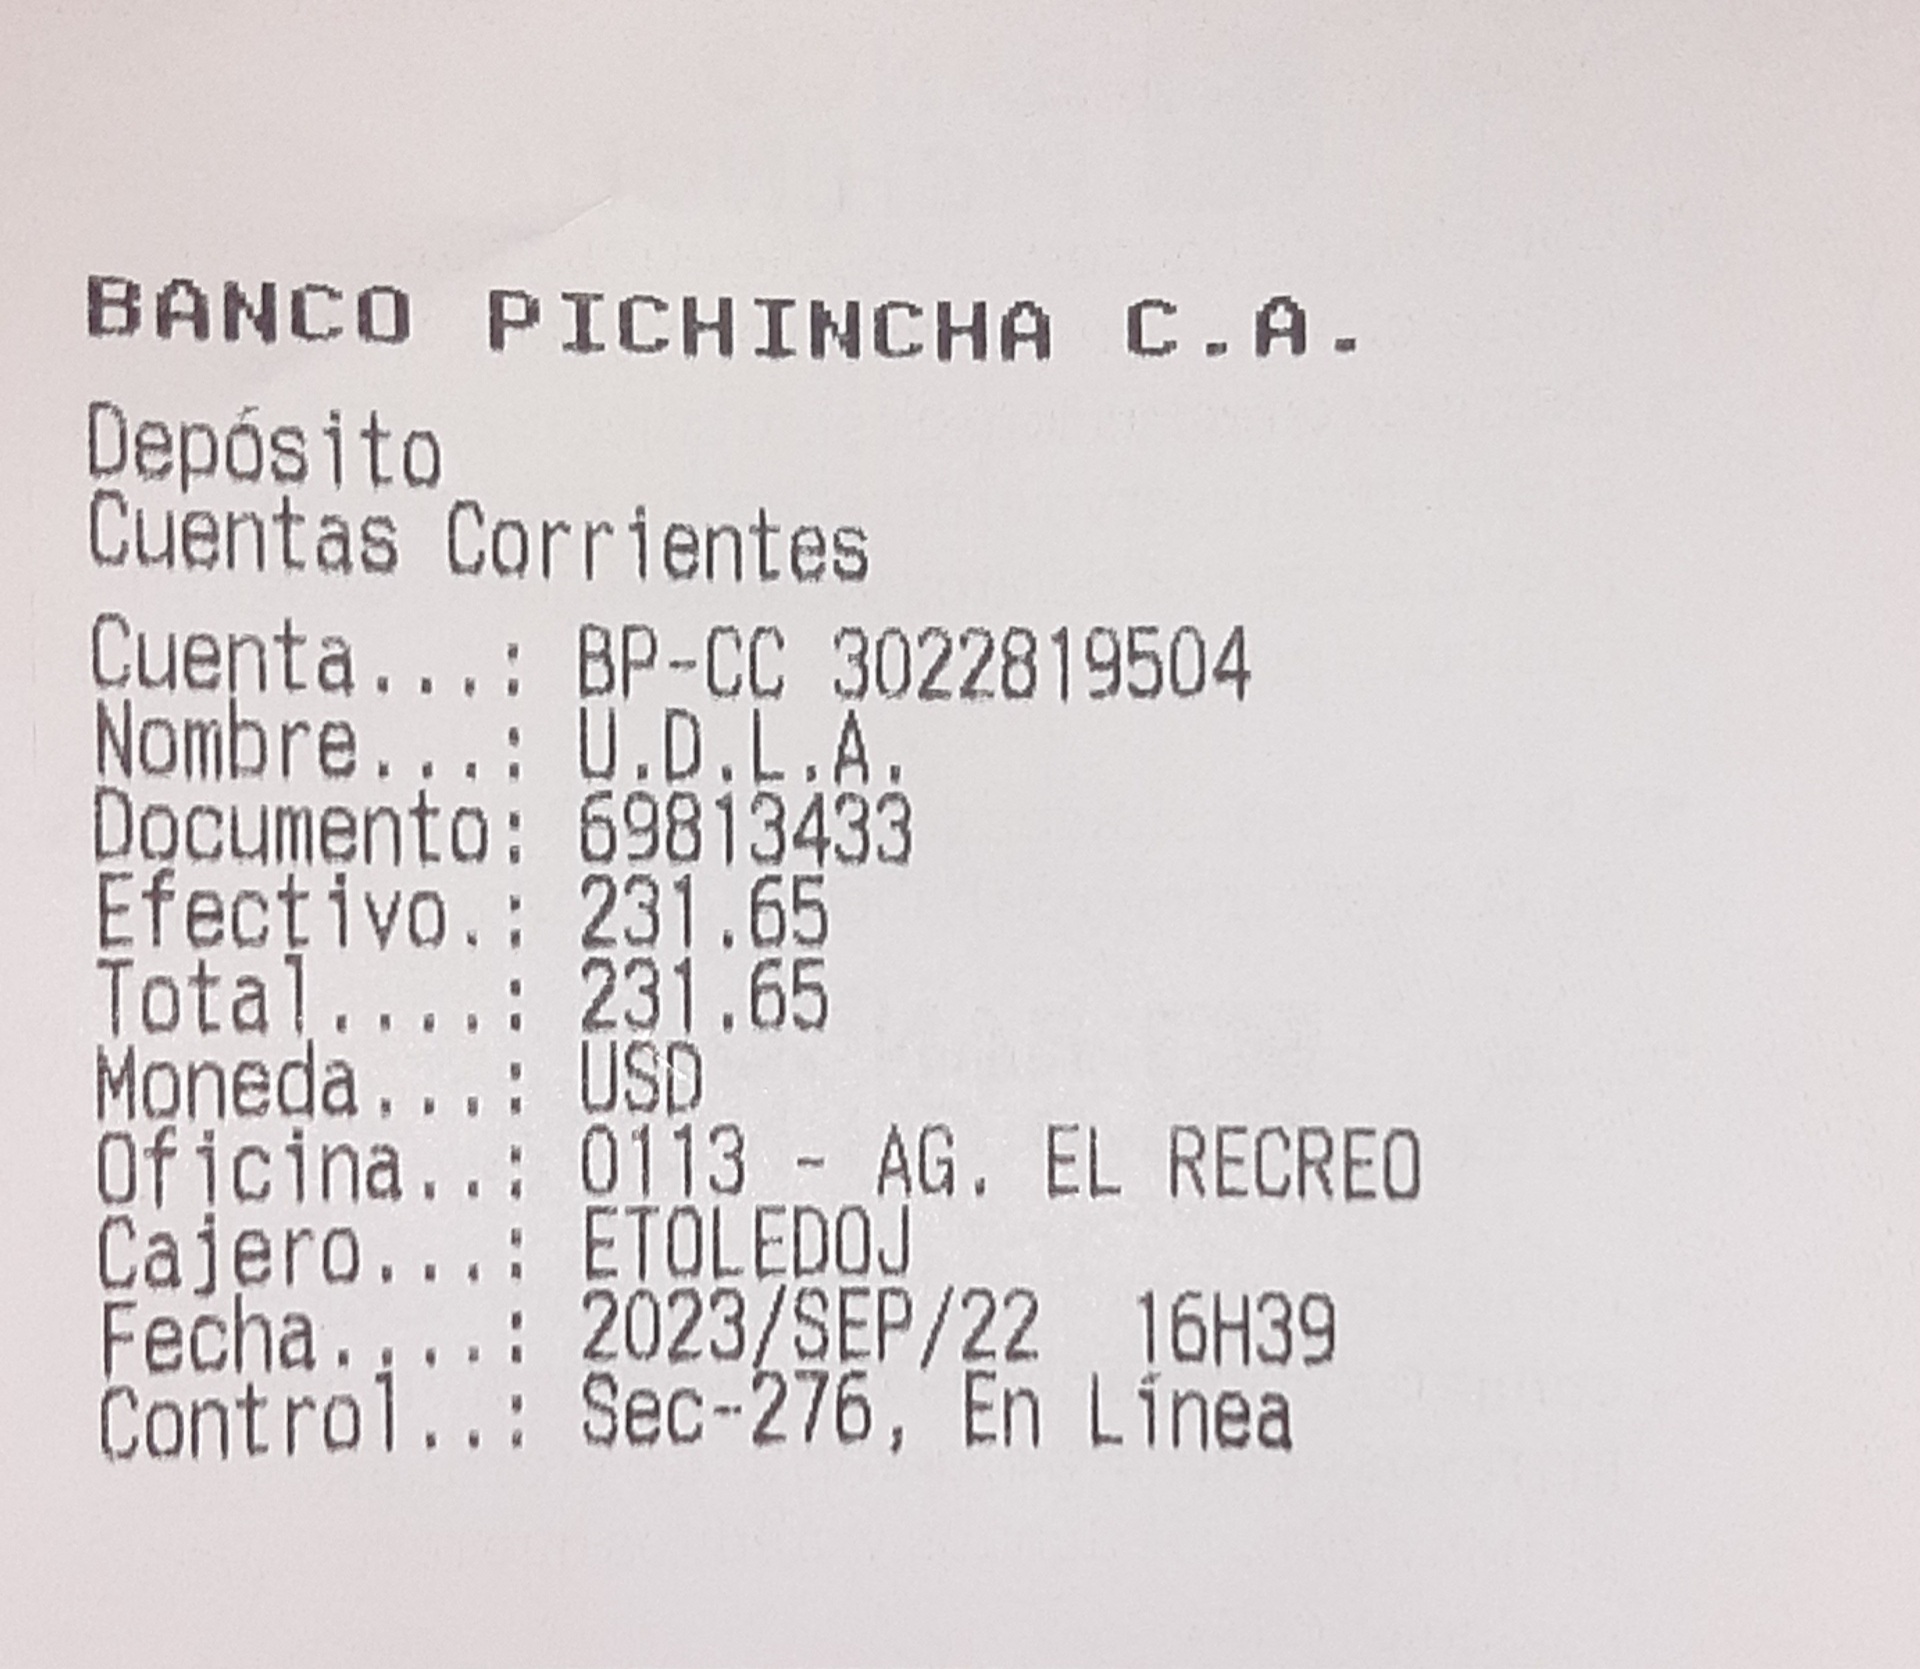 BANCO PICHINCHA C.A.
Depósito
Cuentas Corrientes
Cuenta...: BP-CC 3022819504
Nombre...: U.D.L.A.
Documento: 69813433
Efectivo.: 231.65
Total....: 231.65
Moneda...: USD
Oficina..: 0113 - AG. EL RECREO
Cajero...: ETOLEDOJ
Fecha....: 2023/SEP/22  16H39
Control..: Sec-276, En Línea